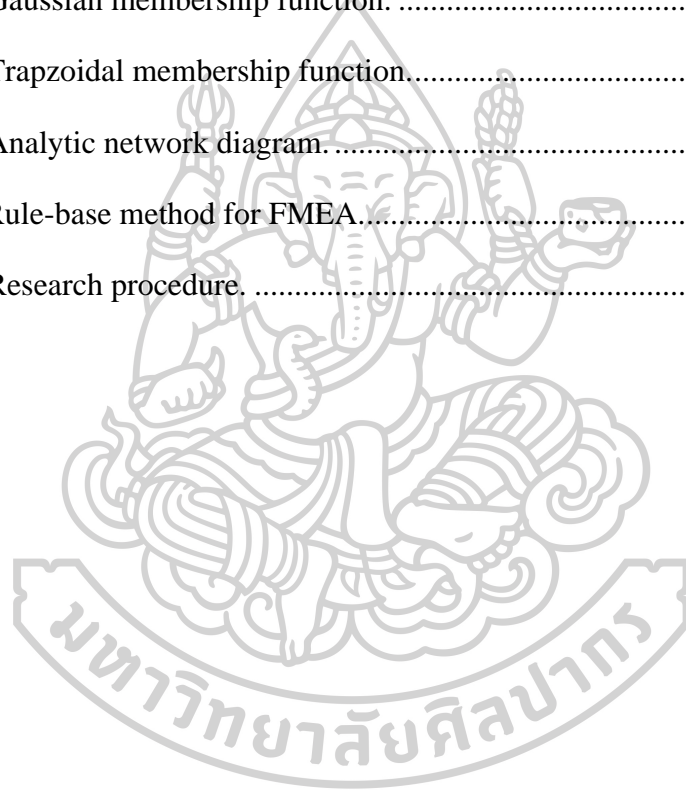 Gaussian membership function. ........................................
Trapzoidal membership function.......................................
Analytic network diagram. ................................................
Rule-base method for FMEA.............................................
Research procedure. ..........................................................
มหาวิทยาลัยศิลปากร